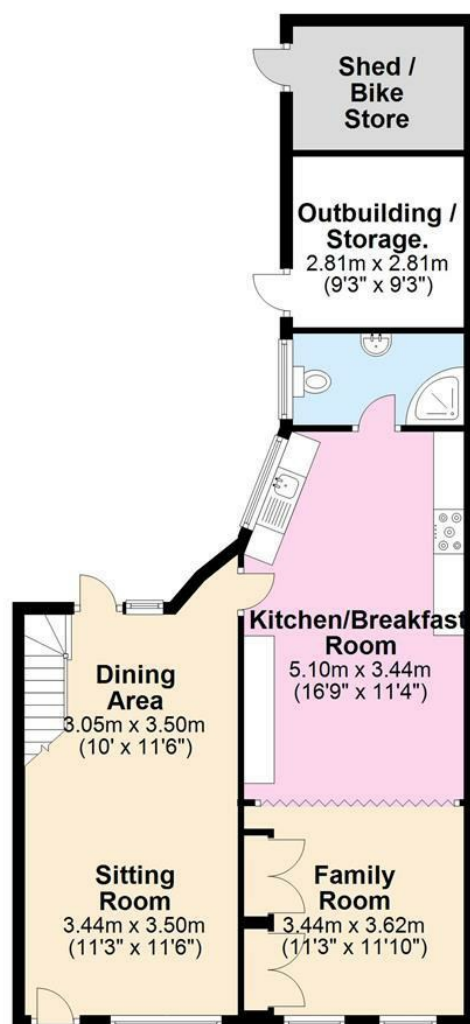 Shed /
Bike
Store
Outbuilding /
Storage.
2.81m x 2.81m
(9'3" x 9'3")
Kitchen/Breakfast
Room
5.10m x 3.44m
(16'9" x 11'4")
Dining
Area
3.05m x 3.50m
(10' x 11'6")
Sitting
Room
3.44m x 3.50m
(11'3" x 11'6")
Family
Room
3.44m x 3.62m
(11'3" x 11'10")